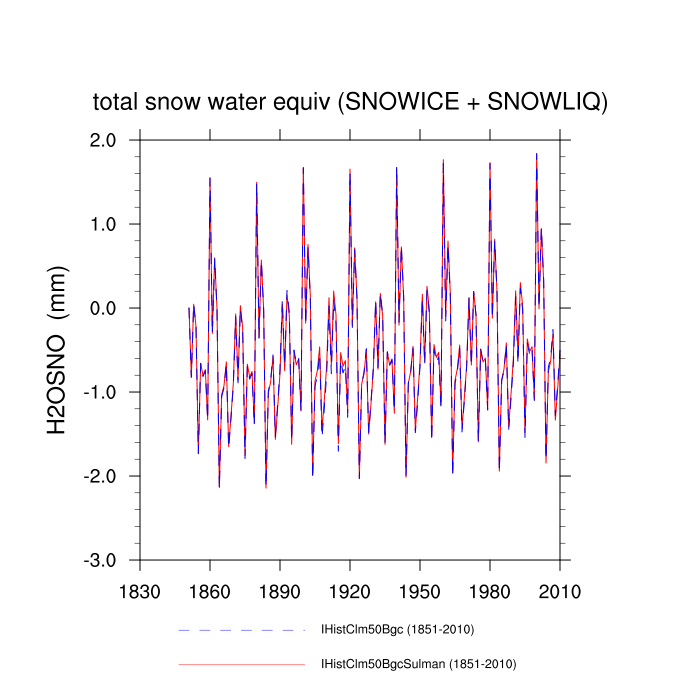 total snow water equiv (SNOWICE + SNOWLIQ)
H2OSNO (mm)
2.0
1.0
0.0
-1.0
-2.0
-3.0
1830 1860 1890 1920 1950 1980 2010
IHistClm50Bgc (1851-2010)
IHistClm50BgcSulman (1851-2010)